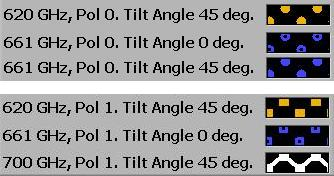 620 GHz, Pol 0. Tilt Angle 45 deg.
661 GHz, Pol 0. Tilt Angle 0 deg.
661 GHz, Pol 0. Tilt Angle 45 deg.
620 GHz, Pol 1. Tilt Angle 45 deg.
661 GHz, Pol 1. Tilt Angle 0 deg.
700 GHz, Pol 1. Tilt Angle 45 deg.